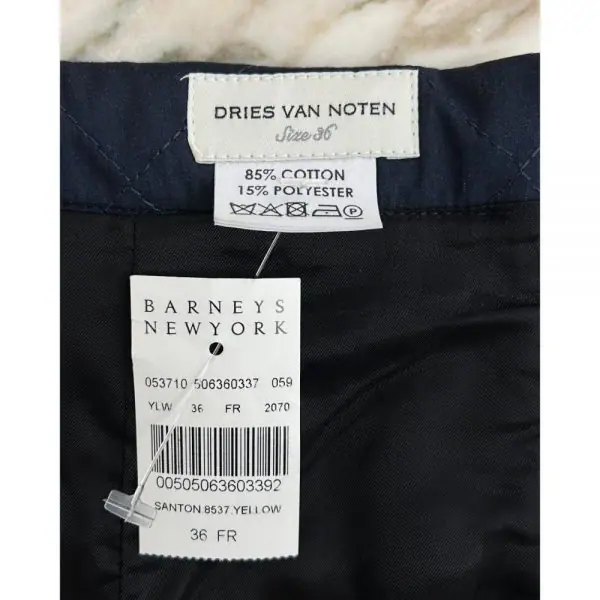 DRIES VAN NOTEN
Size 36
85% COTTON
15% POLYESTER
P
BARNEYS
NEWYORK
053710 506360337 059
YLW 36 FR 2070
00505063603392
SANTON.8537.YELLOW
36 FR